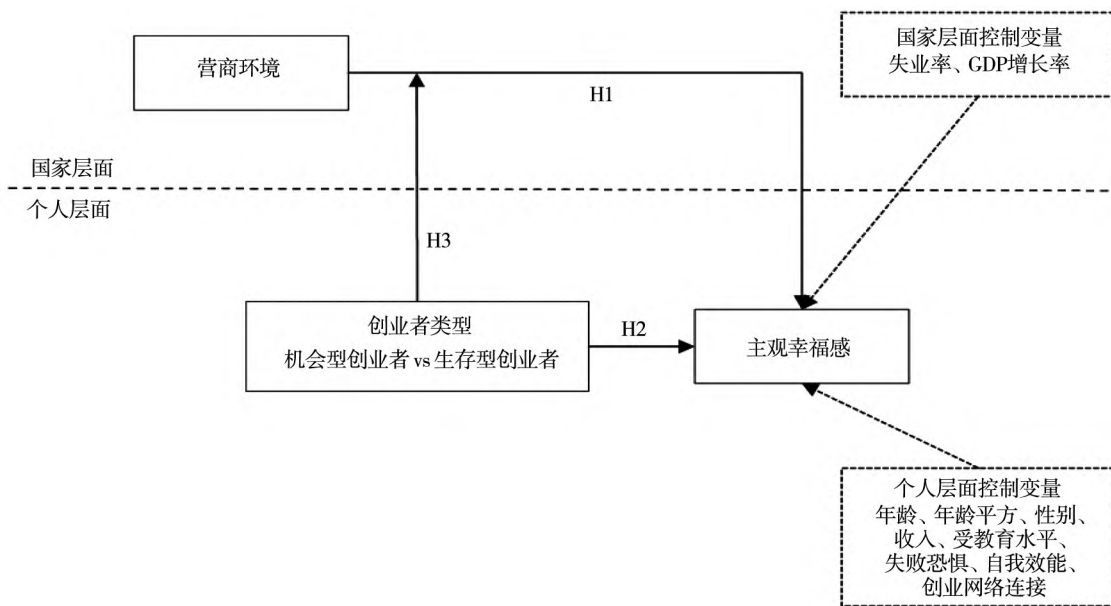 营商环境
国家层面控制变量
失业率、GDP增长率
H1
国家层面
个人层面
H3
创业者类型
机会型创业者 vs 生存型创业者
H2
主观幸福感
个人层面控制变量
年龄、年龄平方、性别、
收入、受教育水平、
失败恐惧、自我效能、
创业网络连接